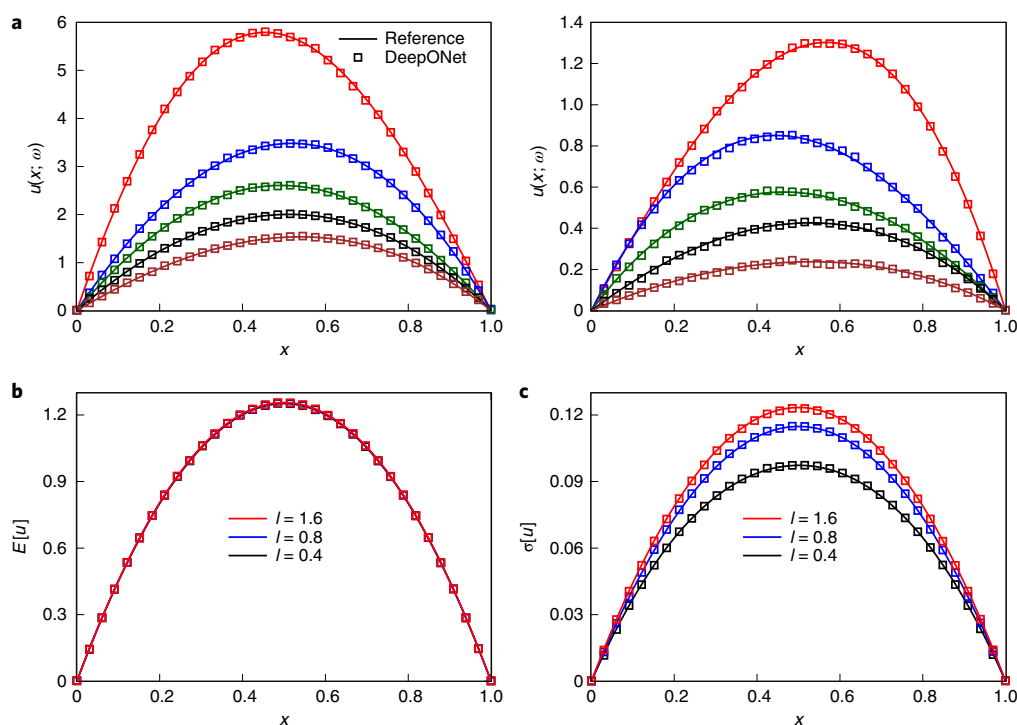 a
6
5
4
3
2
1
0
u(x; ω)
Reference
DeepONet
0 0.2 0.4 0.6 0.8 1.0
x
1.4
1.2
1.0
0.8
0.6
0.4
0.2
0
u(x; ω)
0 0.2 0.4 0.6 0.8 1.0
x
b
1.2
0.9
0.6
0.3
0
E[u]
l = 1.6
l = 0.8
l = 0.4
0 0.2 0.4 0.6 0.8 1.0
x
c
0.12
0.09
0.06
0.03
0
σ[u]
l = 1.6
l = 0.8
l = 0.4
0 0.2 0.4 0.6 0.8 1.0
x